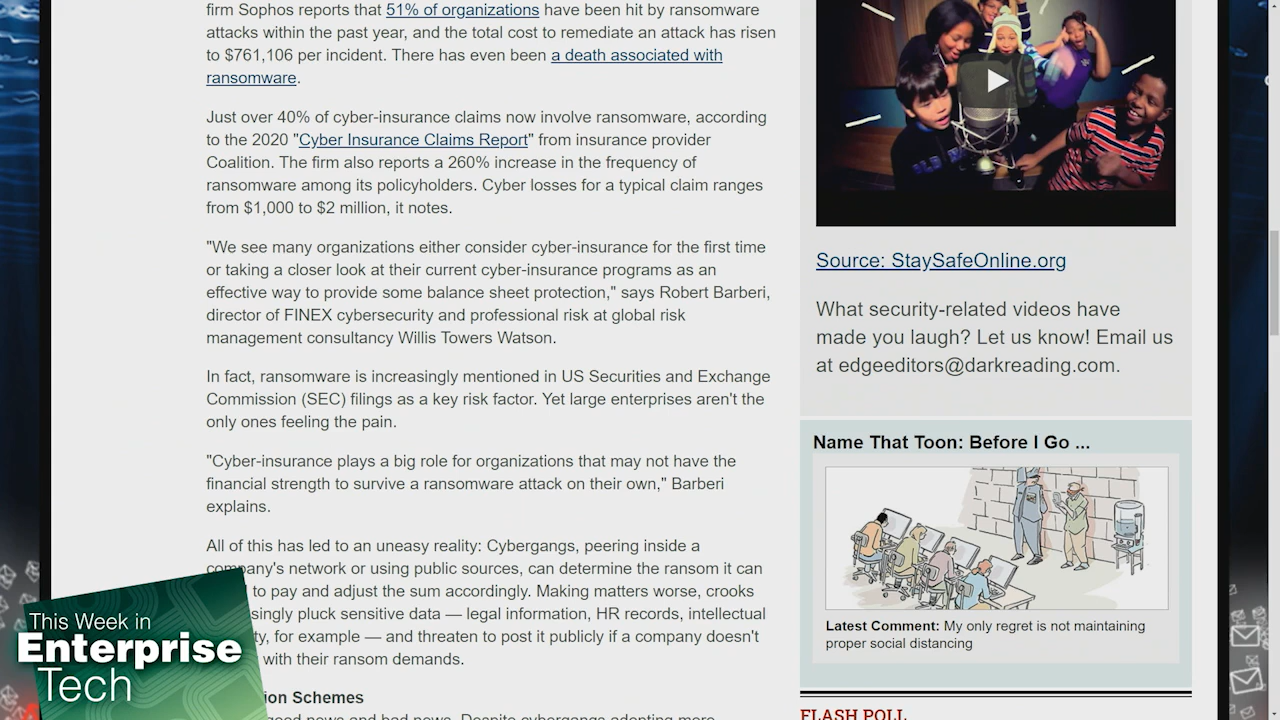 firm Sophos reports that 51% of organizations have been hit by ransomware
attacks within the past year, and the total cost to remediate an attack has risen
to $761,106 per incident. There has even been a death associated with
ransomware.
Just over 40% of cyber-insurance claims now involve ransomware, according
to the 2020 "Cyber Insurance Claims Report" from insurance provider
Coalition. The firm also reports a 260% increase in the frequency of
ransomware among its policyholders. Cyber losses for a typical claim ranges
from $1,000 to $2 million, it notes.
"We see many organizations either consider cyber-insurance for the first time
or taking a closer look at their current cyber-insurance programs as an
effective way to provide some balance sheet protection," says Robert Barberi,
director of FINEX cybersecurity and professional risk at global risk
management consultancy Willis Towers Watson.
In fact, ransomware is increasingly mentioned in US Securities and Exchange
Commission (SEC) filings as a key risk factor. Yet large enterprises aren't the
only ones feeling the pain.
"Cyber-insurance plays a big role for organizations that may not have the
financial strength to survive a ransomware attack on their own," Barberi
explains.
All of this has led to an uneasy reality: Cybergangs, peering inside a
company's network or using public sources, can determine the ransom it can
to pay and adjust the sum accordingly. Making matters worse, crooks
singly pluck sensitive data — legal information, HR records, intellectual
ty, for example — and threaten to post it publicly if a company doesn't
with their ransom demands.
ion Schemes
good news and bad news. Despite cybergangs adopting more
Source: StaySafeOnline.org
What security-related videos have
made you laugh? Let us know! Email us
at edgeeditors@darkreading.com.
Name That Toon: Before I Go ...
Latest Comment: My only regret is not maintaining
proper social distancing
FLASH POLL
This Week in
Enterprise
Tech